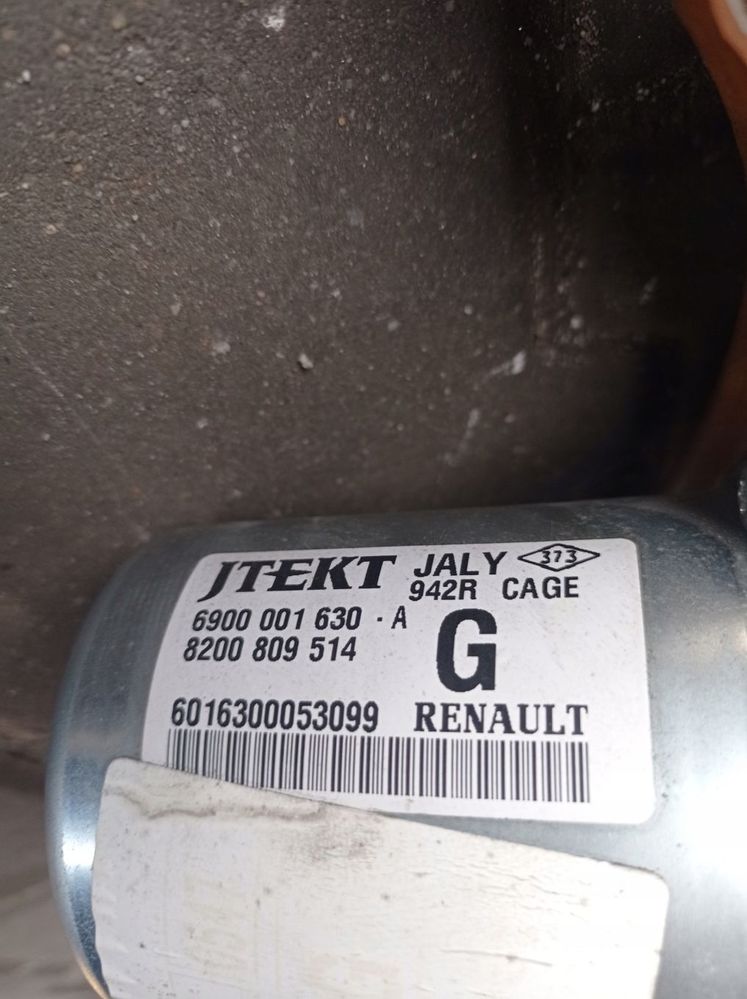 JTEKT JALY 373
942R CAGE
6900 001 630 - A
8200 809 514
G
6016300053099 RENAULT